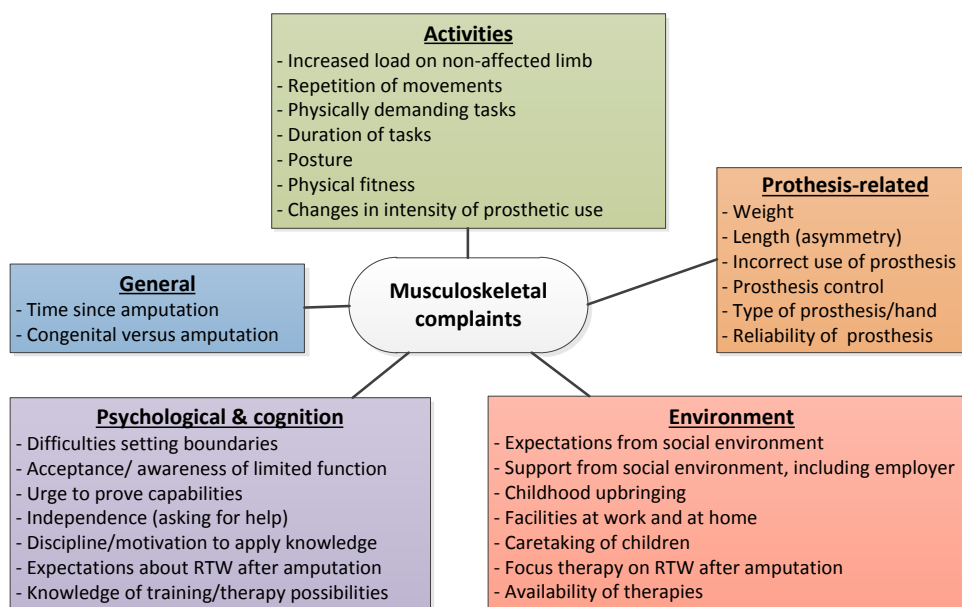 Activities
- Increased load on non-affected limb
- Repetition of movements
- Physically demanding tasks
- Duration of tasks
- Posture
- Physical fitness
- Changes in intensity of prosthetic use
Prothesis-related
- Weight
- Length (asymmetry)
- Incorrect use of prosthesis
- Prosthesis control
- Type of prosthesis/hand
- Reliability of prosthesis
General
- Time since amputation
- Congenital versus amputation
Musculoskeletal
complaints
Psychological & cognition
- Difficulties setting boundaries
- Acceptance/ awareness of limited function
- Urge to prove capabilities
- Independence (asking for help)
- Discipline/motivation to apply knowledge
- Expectations about RTW after amputation
- Knowledge of training/therapy possibilities
Environment
- Expectations from social environment
- Support from social environment, including employer
- Childhood upbringing
- Facilities at work and at home
- Caretaking of children
- Focus therapy on RTW after amputation
- Availability of therapies